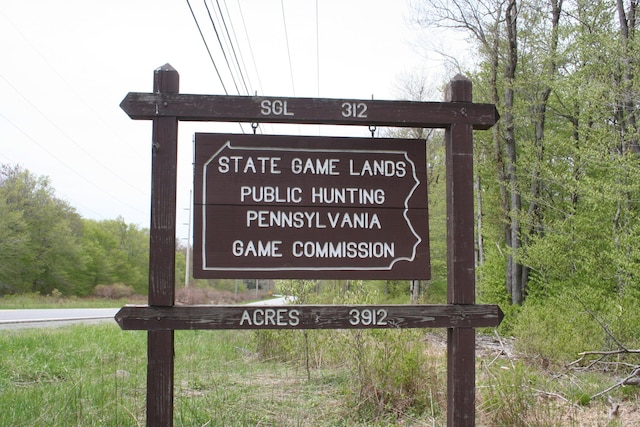 SGL 312
STATE GAME LANDS
PUBLIC HUNTING
PENNSYLVANIA
GAME COMMISSION
ACRES 3912